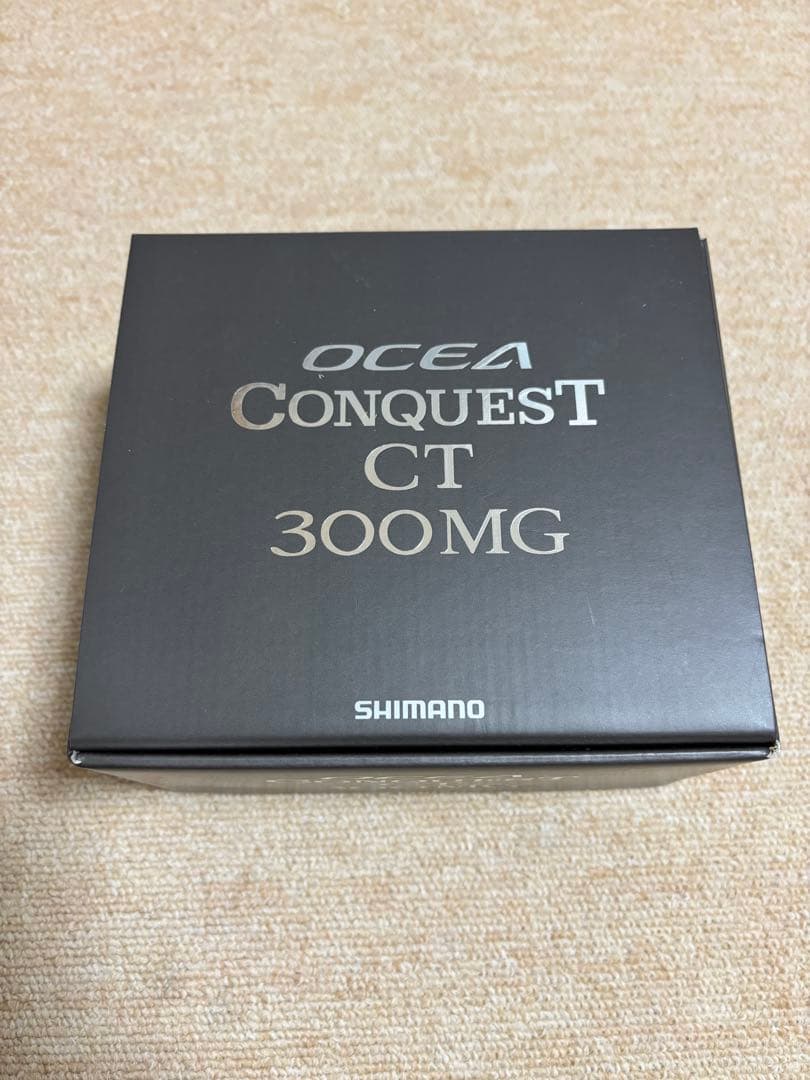 OCEA
CONQUEST
CT
300MG
SHIMANO